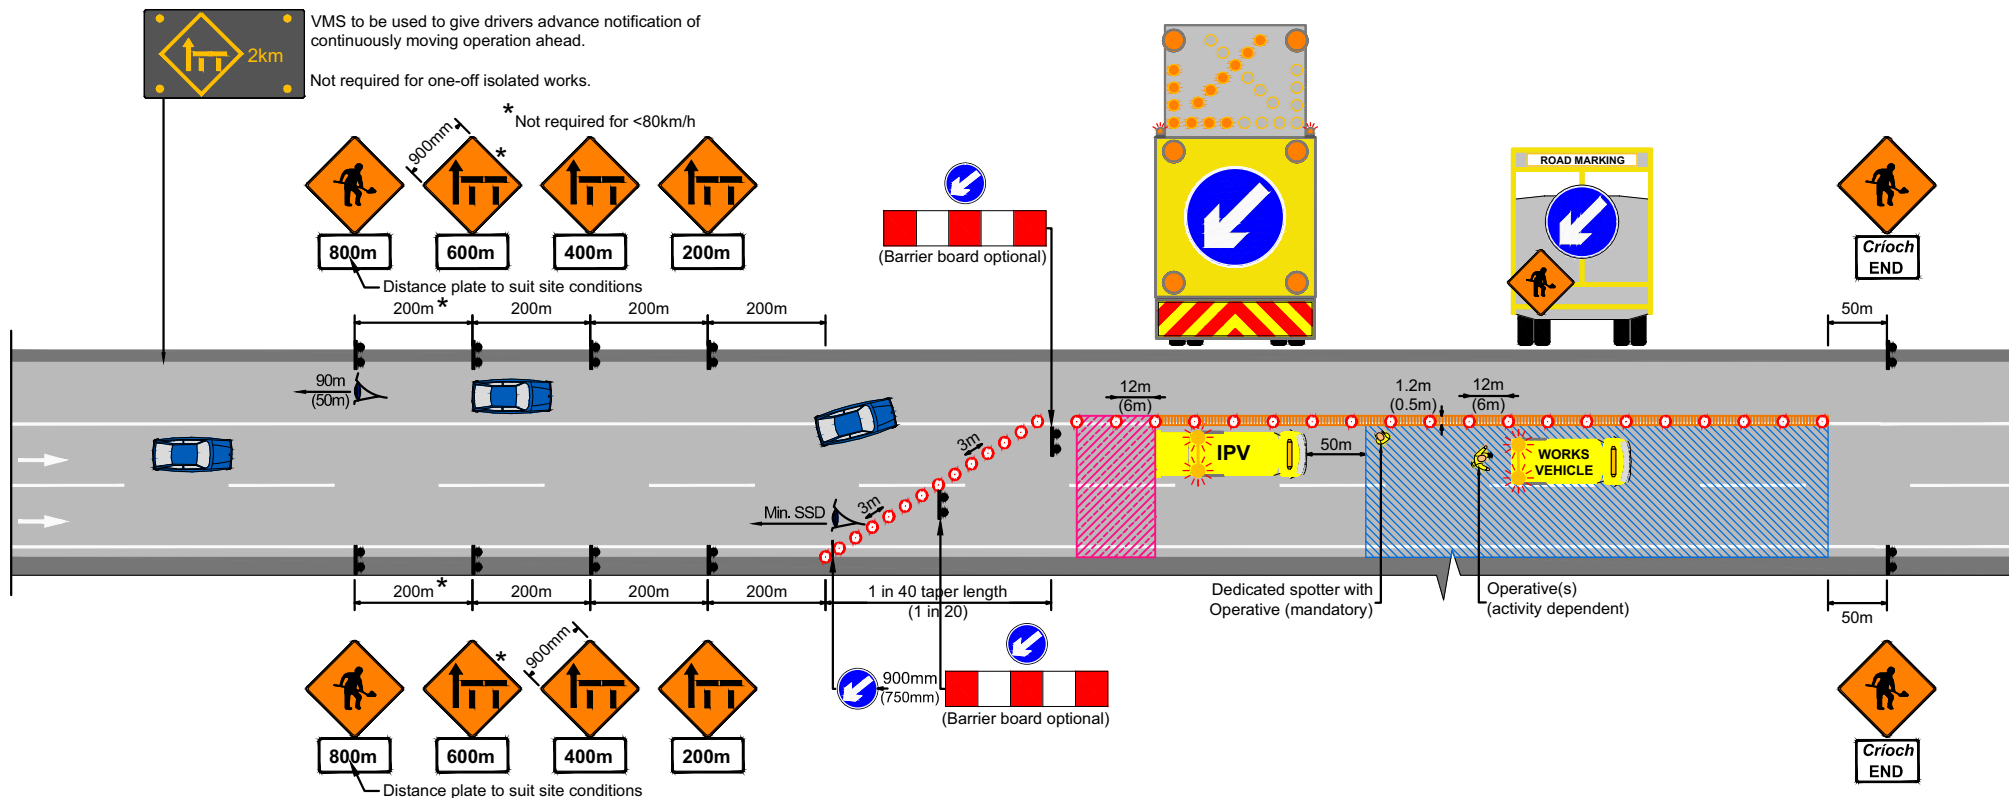 VMS to be used to give drivers advance notification of
continuously moving operation ahead.
2km
Not required for one-off isolated works.
*Not required for <80km/h
900mm
*
800m
600m
400m
200m
Distance plate to suit site conditions
200m*
200m
200m
200m
(Barrier board optional)
ROAD MARKING
Críoch
END
50m
90m
(50m)
12m
(6m)
1.2m
(0.5m)
12m
(6m)
3m
IPV
50m
WORKS
VEHICLE
Min. SSD
3m
200m*
200m
200m
200m
1 in 40 taper length
(1 in 20)
Dedicated spotter with
Operative (mandatory)
Operative(s)
(activity dependent)
50m
*
900mm
900mm
(750mm)
(Barrier board optional)
800m
600m
400m
200m
Distance plate to suit site conditions
Críoch
END